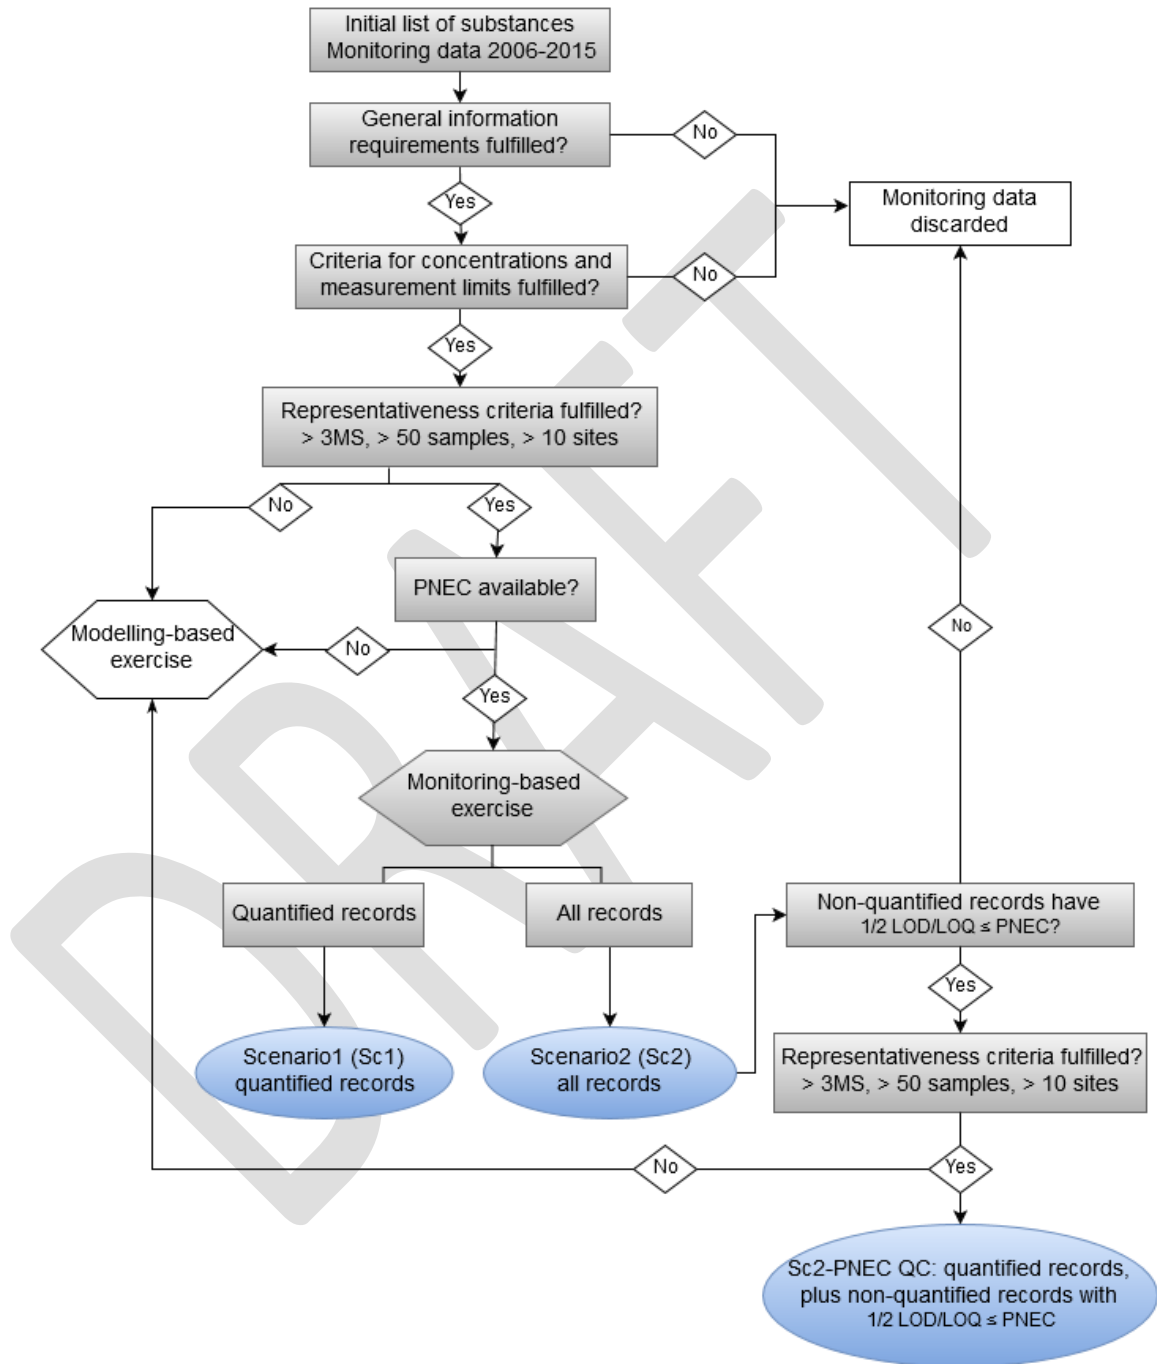 Initial list of substances
Monitoring data 2006-2015
General information
requirements fulfilled?
No
Yes
Monitoring data
discarded
Criteria for concentrations and
measurement limits fulfilled?
No
Yes
Representativeness criteria fulfilled?
> 3MS, > 50 samples, > 10 sites
No
Yes
PNEC available?
Modelling-based
exercise
No
No
Yes
Monitoring-based
exercise
Quantified records
All records
Non-quantified records have
1/2 LOD/LOQ ≤ PNEC?
Yes
Scenario1 (Sc1)
quantified records
Scenario2 (Sc2)
all records
Representativeness criteria fulfilled?
> 3MS, > 50 samples, > 10 sites
No
Yes
Sc2-PNEC QC: quantified records,
plus non-quantified records with
1/2 LOD/LOQ ≤ PNEC
DRAFT